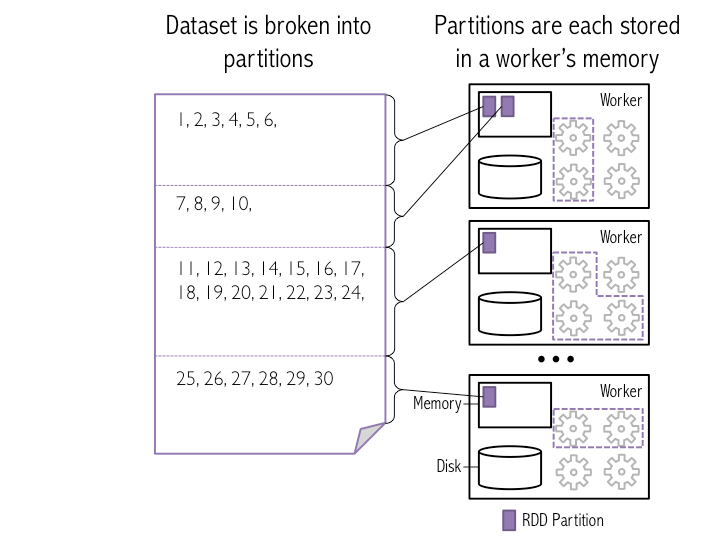 Dataset is broken into
partitions
Partitions are each stored
in a worker's memory
1, 2, 3, 4, 5, 6,
7, 8, 9, 10,
11, 12, 13, 14, 15, 16, 17,
18, 19, 20, 21, 22, 23, 24,
25, 26, 27, 28, 29, 30
Worker
Worker
•••
Worker
Memory
Disk
RDD Partition